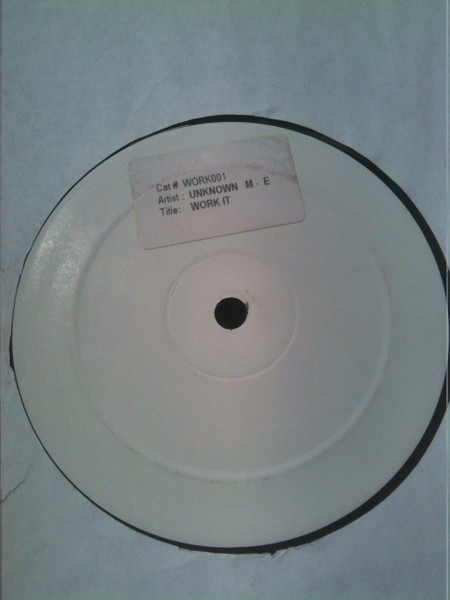 Cat # WORK001
Artist : UNKNOWN M - E
Title: WORK IT